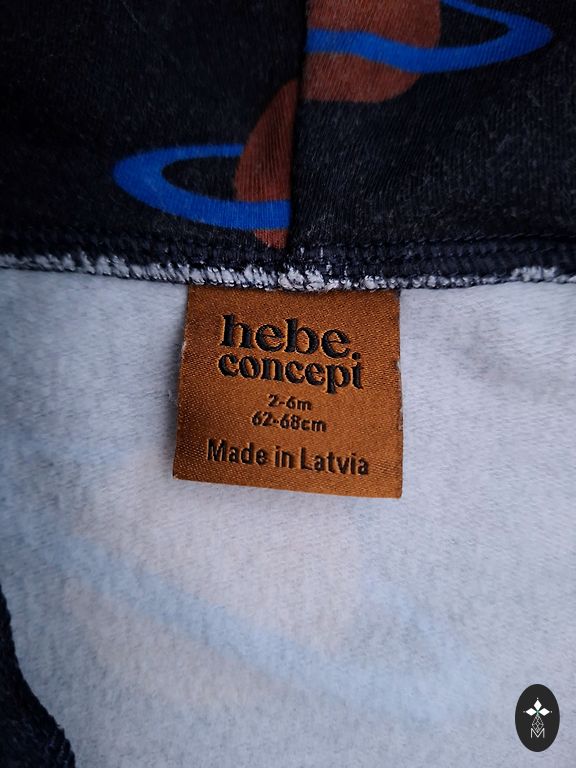 hebe.
concept
2-6m
62-68cm
Made in Latvia
M